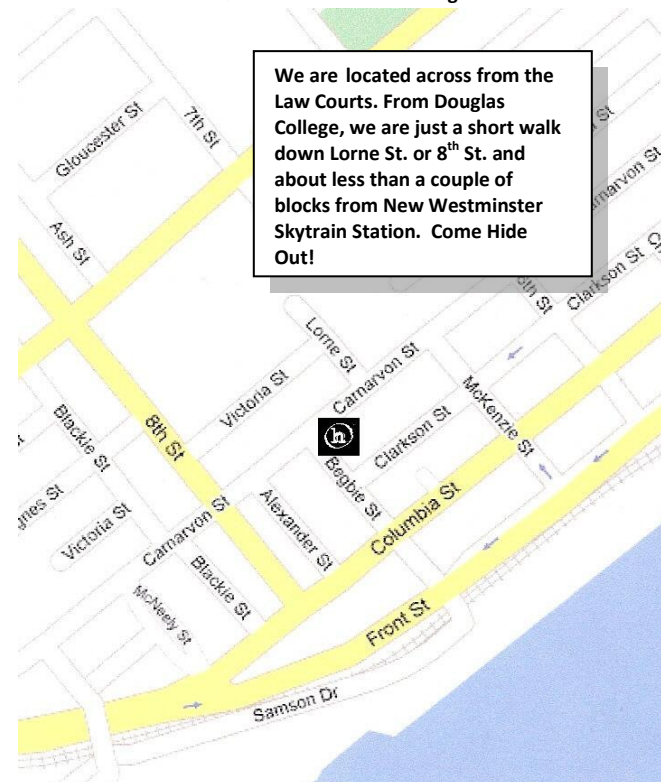 We are located across from the
Law Courts. From Douglas
College, we are just a short walk
down Lorne St. or 8th St. and
about less than a couple of
blocks from New Westminster
Skytrain Station. Come Hide
Out!
7th St
Gloucester St
Ash St
Clarkson St
Lorne St
Carnarvon St
Victoria St
McKenzie St
Blackie St
8th St
h
Clarkson St
Begbie St
Columbia St
Alexander St
Victoria St
Carnarvon St
Blackie St
McNeely St
Front St
Samson Dr